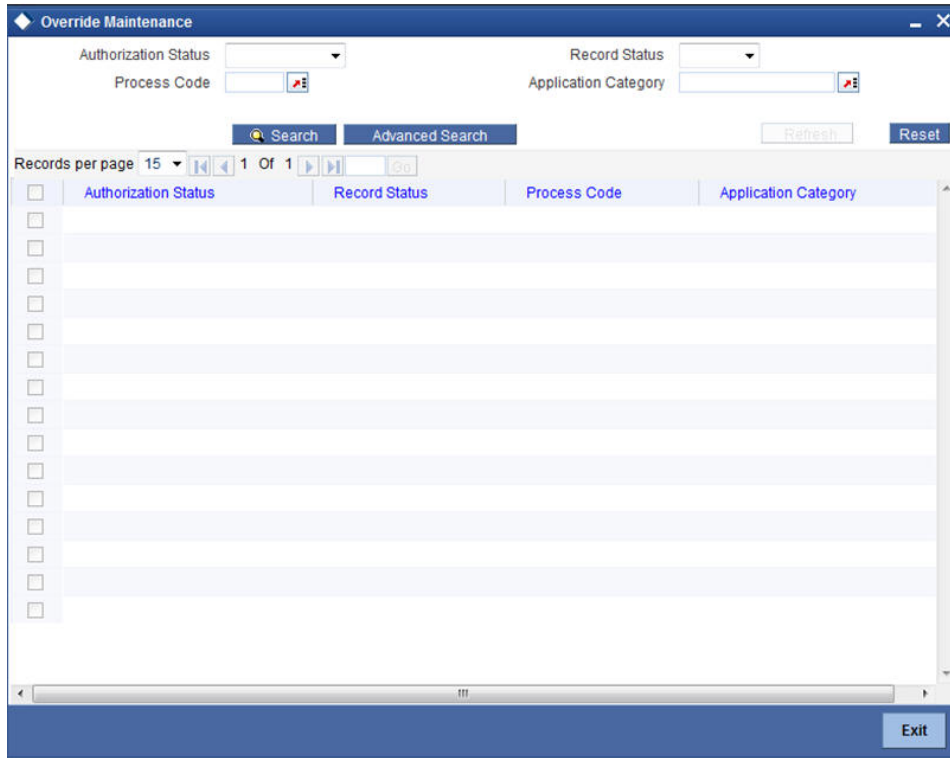 Override Maintenance
Authorization Status
Record Status
Process Code
Application Category
Search
Advanced Search
Refresh
Reset
Records per page 15 1 Of 1 Go
Authorization Status Record Status Process Code Application Category
Exit